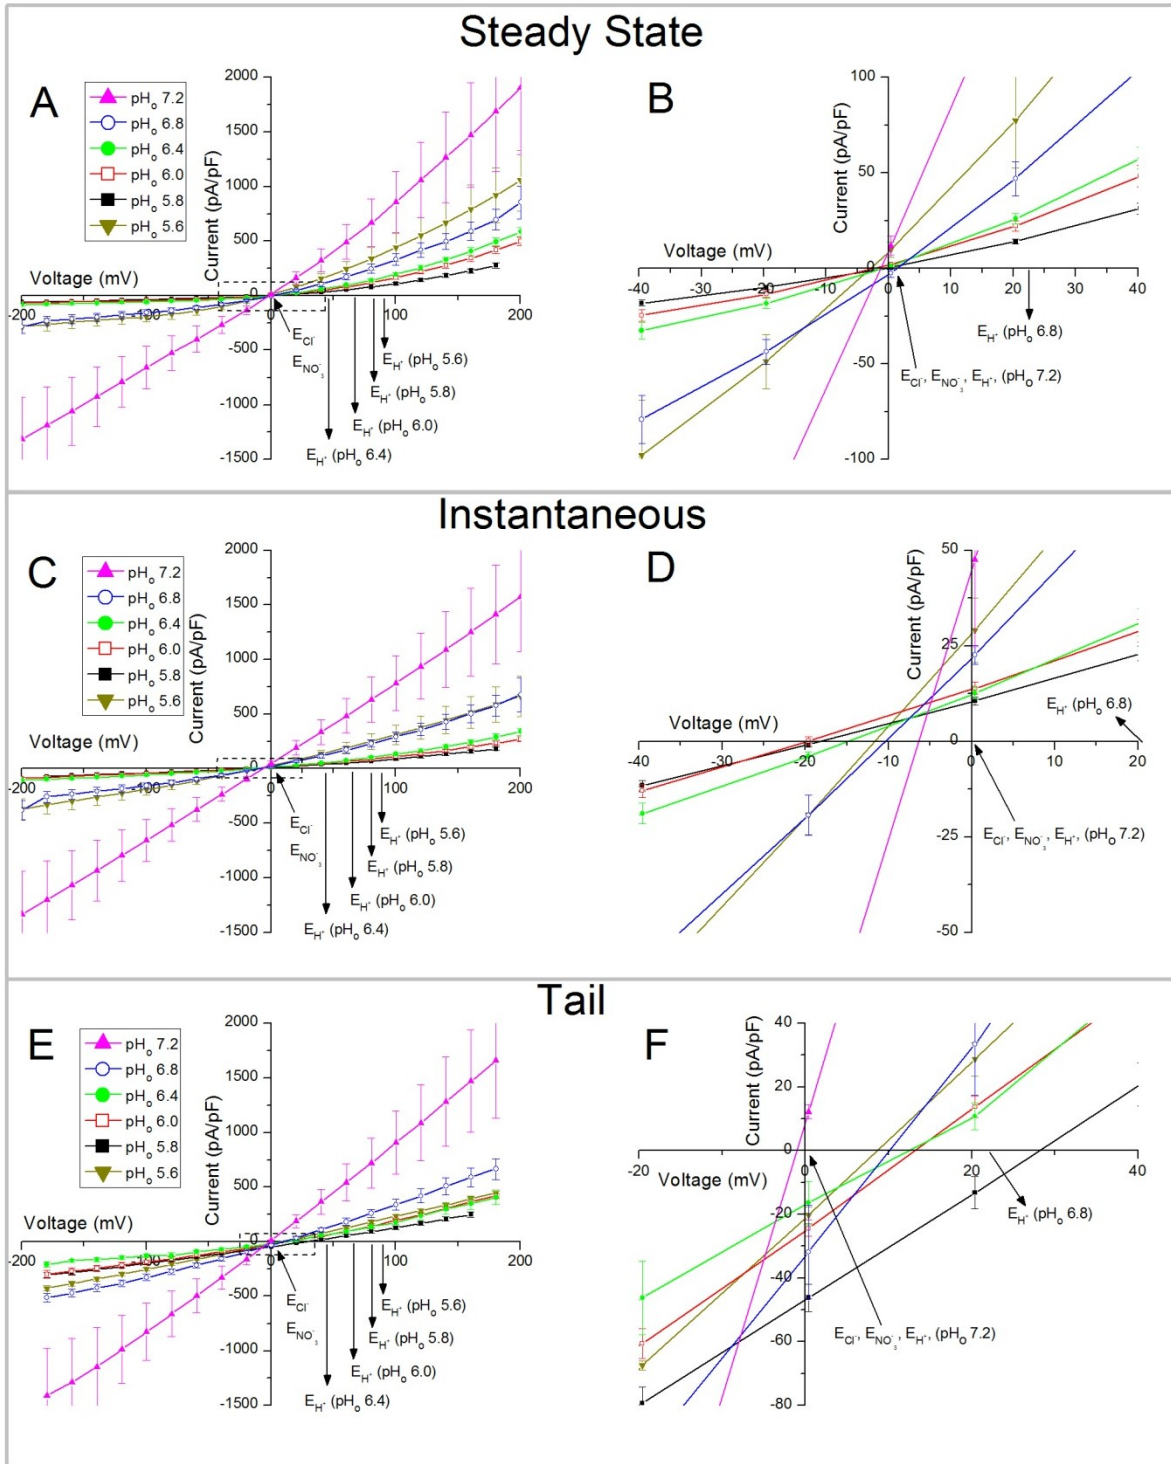 Steady State
A
pHo 7.2
pHo 6.8
pHo 6.4
pHo 6.0
pHo 5.8
pHo 5.6
Current (pA/pF)
Voltage (mV)
2000
1500
1000
500
0
-500
-1000
-1500
-200
-100
0
100
200
ECl-
ENO3-
EH+ (pHo 5.6)
EH+ (pHo 5.8)
EH+ (pHo 6.0)
EH+ (pHo 6.4)
B
Current (pA/pF)
Voltage (mV)
100
50
0
-50
-100
-40
-30
-20
-10
0
10
20
30
40
EH+ (pHo 6.8)
ECl-, ENO3-, EH+, (pHo 7.2)
Instantaneous
C
pHo 7.2
pHo 6.8
pHo 6.4
pHo 6.0
pHo 5.8
pHo 5.6
Current (pA/pF)
Voltage (mV)
2000
1500
1000
500
0
-500
-1000
-1500
-200
-100
0
100
200
ECl-
ENO3-
EH+ (pHo 5.6)
EH+ (pHo 5.8)
EH+ (pHo 6.0)
EH+ (pHo 6.4)
D
Current (pA/pF)
Voltage (mV)
50
25
0
-25
-50
-40
-30
-20
-10
0
10
20
EH+ (pHo 6.8)
ECl-, ENO3-, EH+, (pHo 7.2)
Tail
E
pHo 7.2
pHo 6.8
pHo 6.4
pHo 6.0
pHo 5.8
pHo 5.6
Current (pA/pF)
Voltage (mV)
2000
1500
1000
500
0
-500
-1000
-1500
-200
-100
0
100
200
ECl-
ENO3-
EH+ (pHo 5.6)
EH+ (pHo 5.8)
EH+ (pHo 6.0)
EH+ (pHo 6.4)
F
Current (pA/pF)
Voltage (mV)
40
20
0
-20
-40
-60
-80
-20
0
20
40
EH+ (pHo 6.8)
ECl-, ENO3-, EH+, (pHo 7.2)